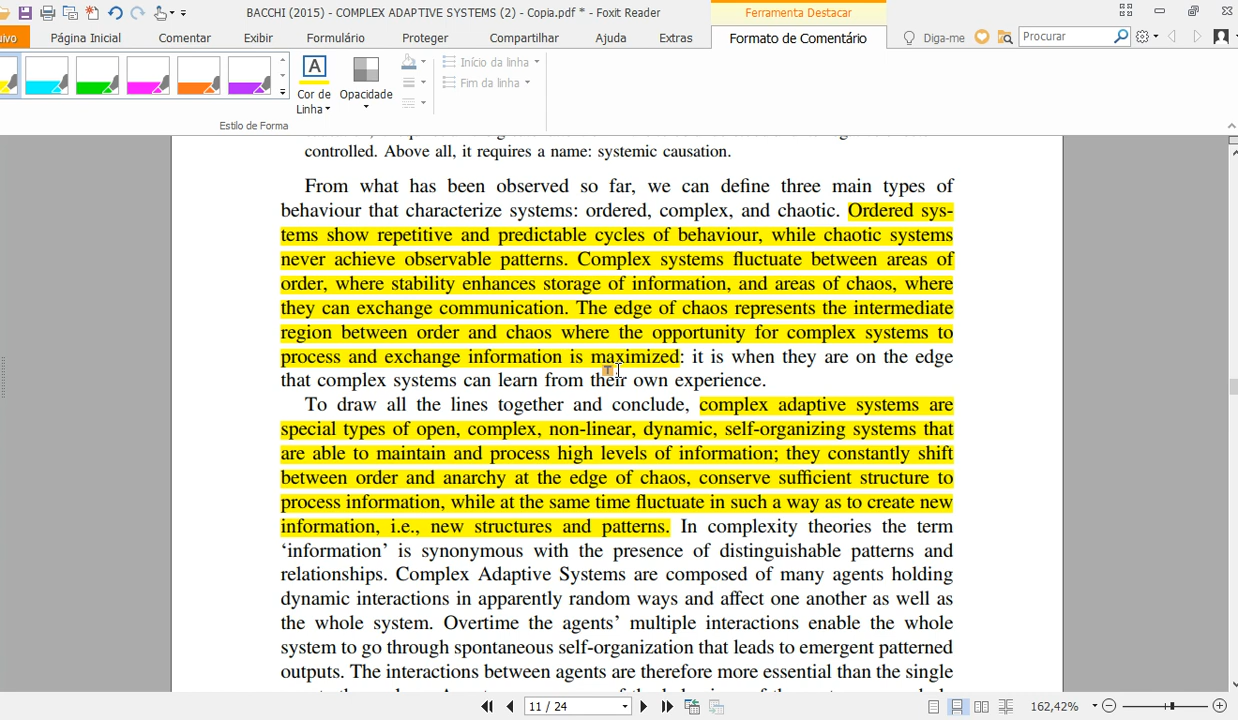 BACCHI (2015) - COMPLEX ADAPTIVE SYSTEMS (2) - Copia.pdf * - Foxit Reader
Ferramenta Destacar
Página Inicial Comentar Exibir Formulário Proteger Compartilhar Ajuda Extras Formato de Comentário Diga-me Procurar
Início da linha
Fim da linha
Cor de Linha
Opacidade
Estilo de Forma
controlled. Above all, it requires a name: systemic causation.
From what has been observed so far, we can define three main types of
behaviour that characterize systems: ordered, complex, and chaotic. Ordered sys-
tems show repetitive and predictable cycles of behaviour, while chaotic systems
never achieve observable patterns. Complex systems fluctuate between areas of
order, where stability enhances storage of information, and areas of chaos, where
they can exchange communication. The edge of chaos represents the intermediate
region between order and chaos where the opportunity for complex systems to
process and exchange information is maximized: it is when they are on the edge
that complex systems can learn from their own experience.
To draw all the lines together and conclude, complex adaptive systems are
special types of open, complex, non-linear, dynamic, self-organizing systems that
are able to maintain and process high levels of information; they constantly shift
between order and anarchy at the edge of chaos, conserve sufficient structure to
process information, while at the same time fluctuate in such a way as to create new
information, i.e., new structures and patterns. In complexity theories the term
‘information’ is synonymous with the presence of distinguishable patterns and
relationships. Complex Adaptive Systems are composed of many agents holding
dynamic interactions in apparently random ways and affect one another as well as
the whole system. Overtime the agents’ multiple interactions enable the whole
system to go through spontaneous self-organization that leads to emergent patterned
outputs. The interactions between agents are therefore more essential than the single
11 / 24
162,42%